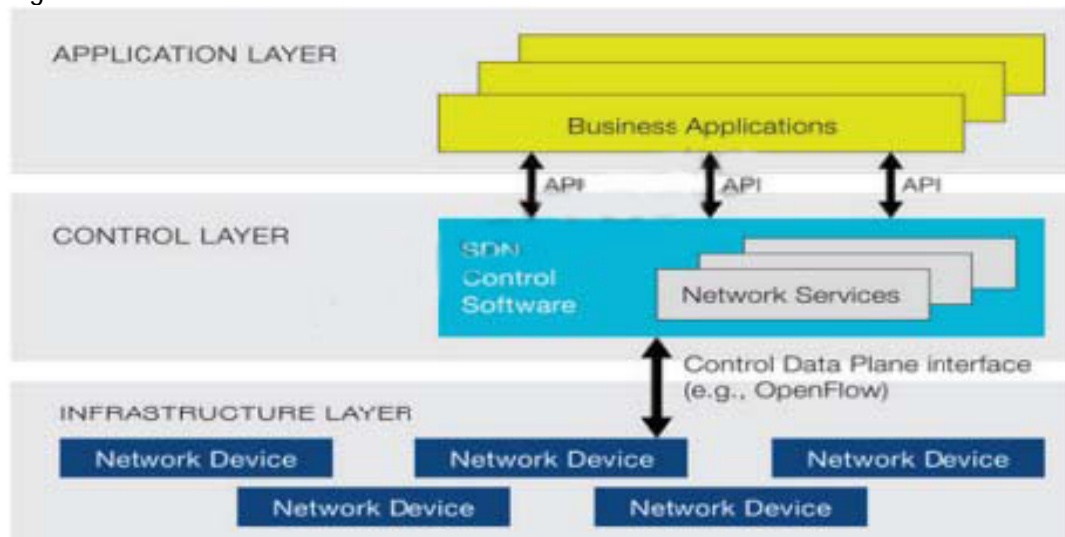 APPLICATION LAYER
Business Applications
API
API
API
CONTROL LAYER
SDN
Control
Software
Network Services
Control Data Plane interface
(e.g., OpenFlow)
INFRASTRUCTURE LAYER
Network Device
Network Device
Network Device
Network Device
Network Device